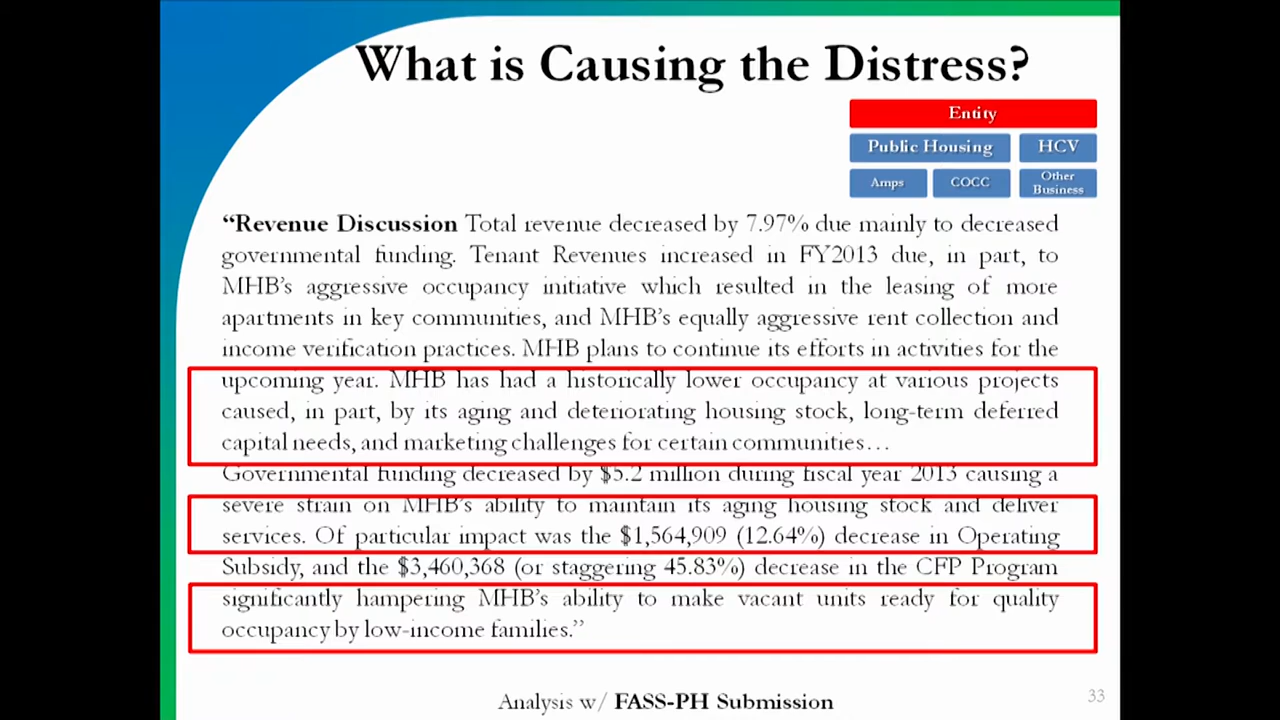 What is Causing the Distress?
Entity
Public Housing
HCV
Amps
COCC
Other
Business
“Revenue Discussion Total revenue decreased by 7.97% due mainly to decreased
governmental funding. Tenant Revenues increased in FY2013 due, in part, to
MHB’s aggressive occupancy initiative which resulted in the leasing of more
apartments in key communities, and MHB’s equally aggressive rent collection and
income verification practices. MHB plans to continue its efforts in activities for the
upcoming year. MHB has had a historically lower occupancy at various projects
caused, in part, by its aging and deteriorating housing stock, long-term deferred
capital needs, and marketing challenges for certain communities…
Governmental funding decreased by $5.2 million during fiscal year 2013 causing a
severe strain on MHB’s ability to maintain its aging housing stock and deliver
services. Of particular impact was the $1,564,909 (12.64%) decrease in Operating
Subsidy, and the $3,460,368 (or staggering 45.83%) decrease in the CFP Program
significantly hampering MHB’s ability to make vacant units ready for quality
occupancy by low-income families.”
Analysis w/ FASS-PH Submission
33